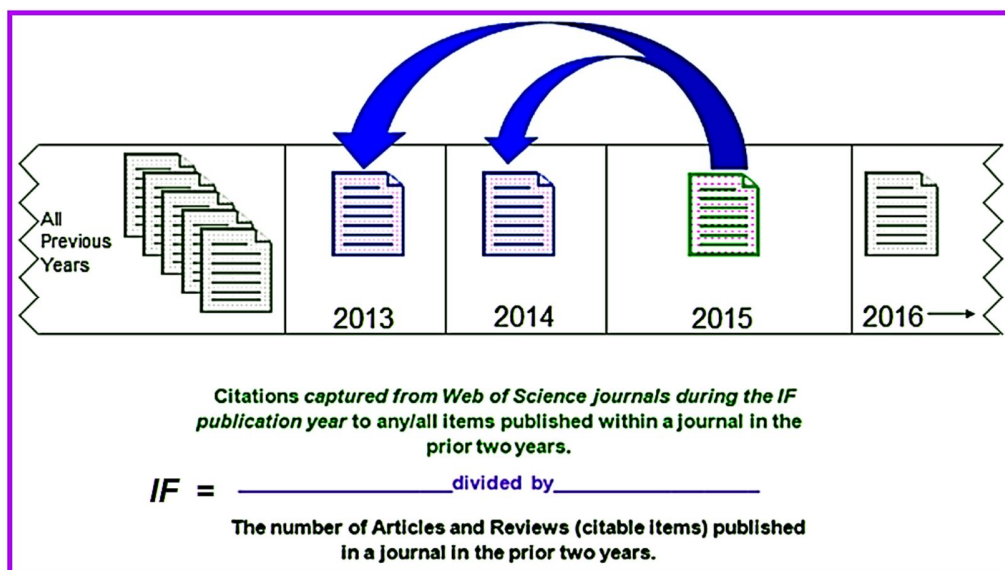 All
Previous
Years
2013
2014
2015
2016
Citations captured from Web of Science journals during the IF
publication year to any/all items published within a journal in the
prior two years.
IF = ____________________divided by____________________
The number of Articles and Reviews (citable items) published
in a journal in the prior two years.